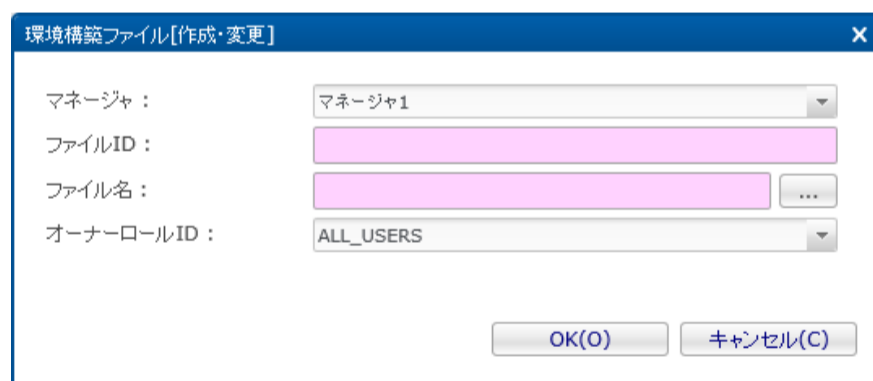 環境構築ファイル[作成・変更]
マネージャ： マネージャ1
ファイルID：
ファイル名： ...
オーナーロールID： ALL_USERS
OK(O) キャンセル(C)